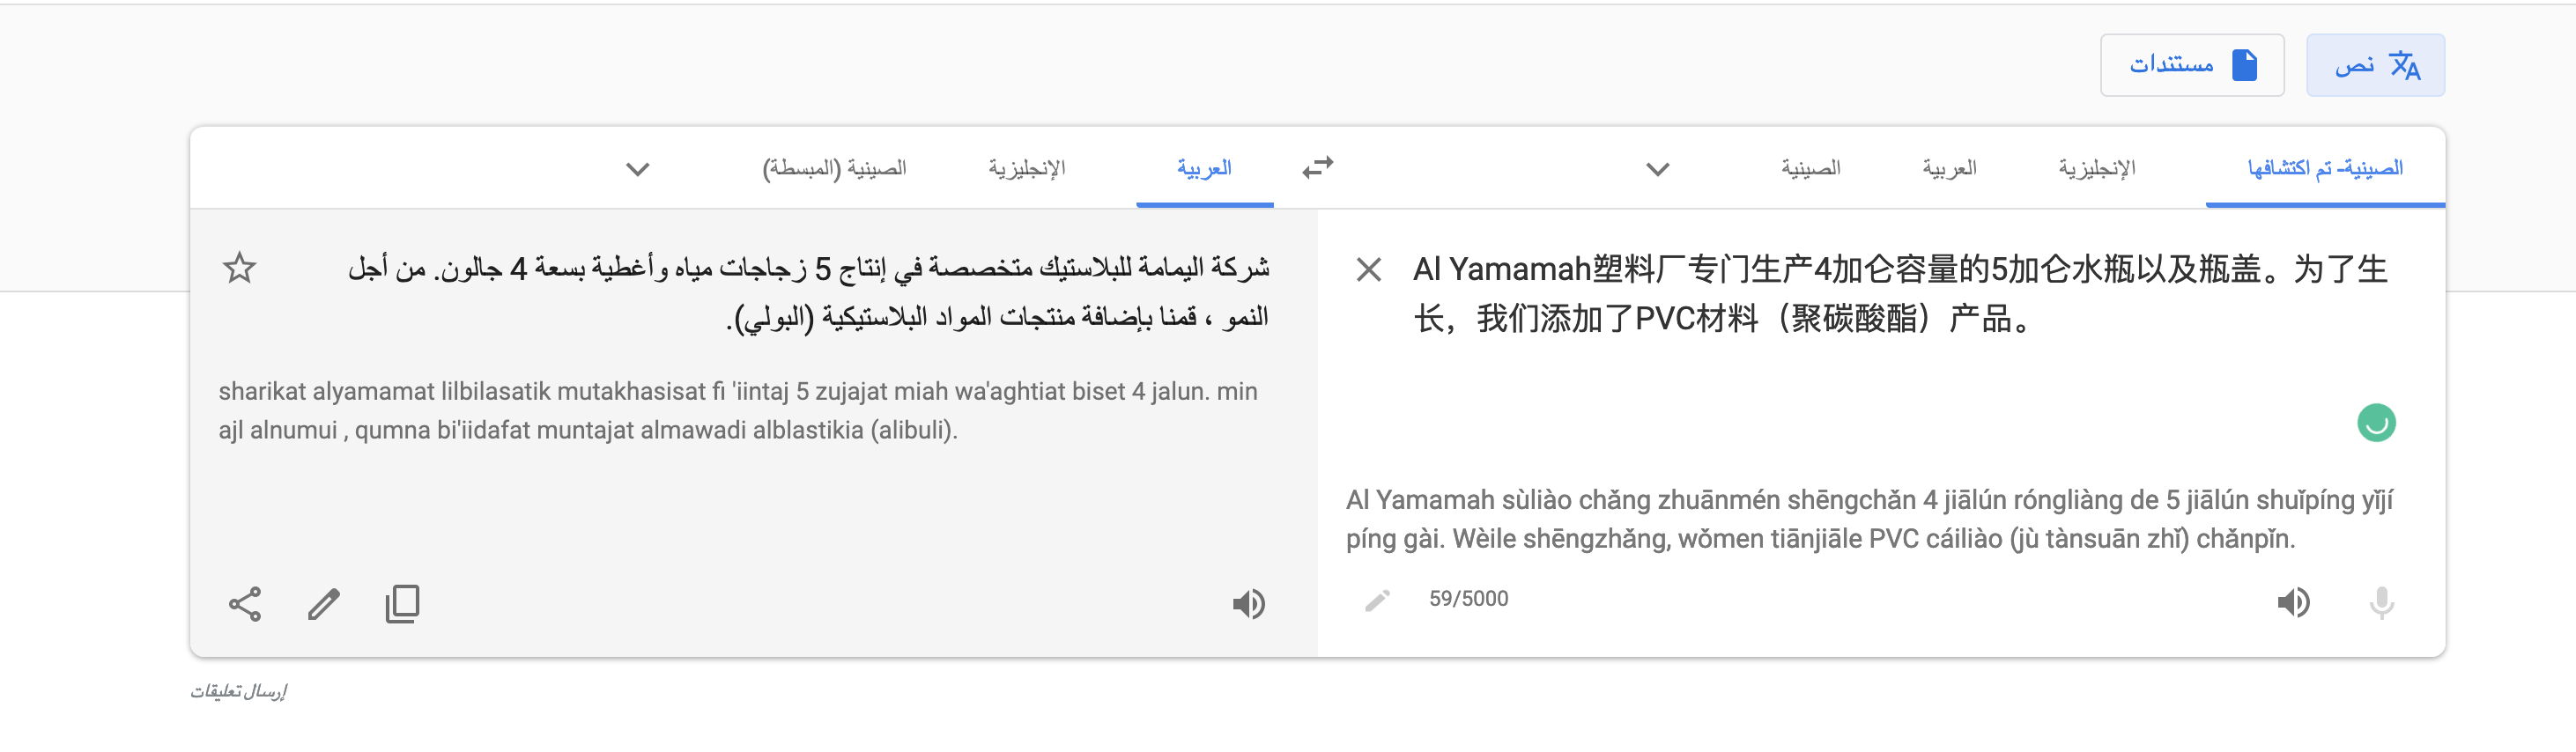 نص
مستندات
الصينية- تم اكتشافها
الإنجليزية
العربية
الصينية
العربية
الإنجليزية
الصينية (المبسطة)
Al Yamamah塑料厂专门生产4加仑容量的5加仑水瓶以及瓶盖。为了生
长，我们添加了PVC材料（聚碳酸酯）产品。
Al Yamamah sùliào chǎng zhuānmén shēngchǎn 4 jiālún róngliàng de 5 jiālún shuǐpíng yǐjí
píng gài. Wèile shēngzhǎng, wǒmen tiānjiāle PVC cáiliào (jù tànsuān zhǐ) chǎnpǐn.
59/5000
شركة اليمامة للبلاستيك متخصصة في إنتاج 5 زجاجات مياه وأغطية بسعة 4 جالون. من أجل
النمو ، قمنا بإضافة منتجات المواد البلاستيكية (البولي).
sharikat alyamamat lilbilasatik mutakhasisat fi 'iintaj 5 zujajat miah wa'aghtiat biset 4 jalun. min
ajl alnumui , qumna bi'iidafat muntajat almawadi alblastikia (alibuli).
إرسال تعليقات